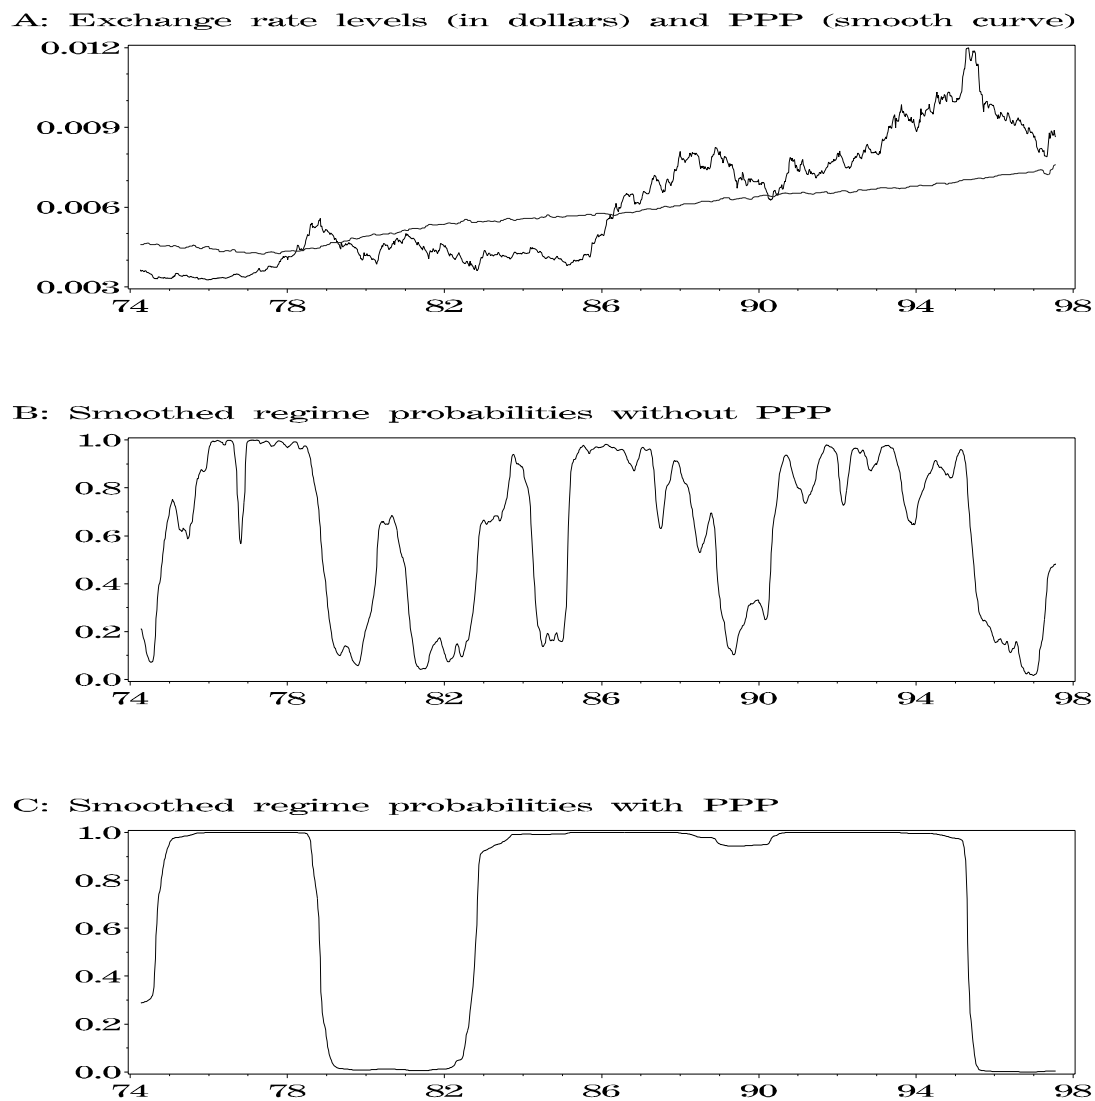 A: Exchange rate levels (in dollars) and PPP (smooth curve)
0.012
0.009
0.006
0.003
74 78 82 86 90 94 98
B: Smoothed regime probabilities without PPP
1.0
0.8
0.6
0.4
0.2
0.0
74 78 82 86 90 94 98
C: Smoothed regime probabilities with PPP
1.0
0.8
0.6
0.4
0.2
0.0
74 78 82 86 90 94 98